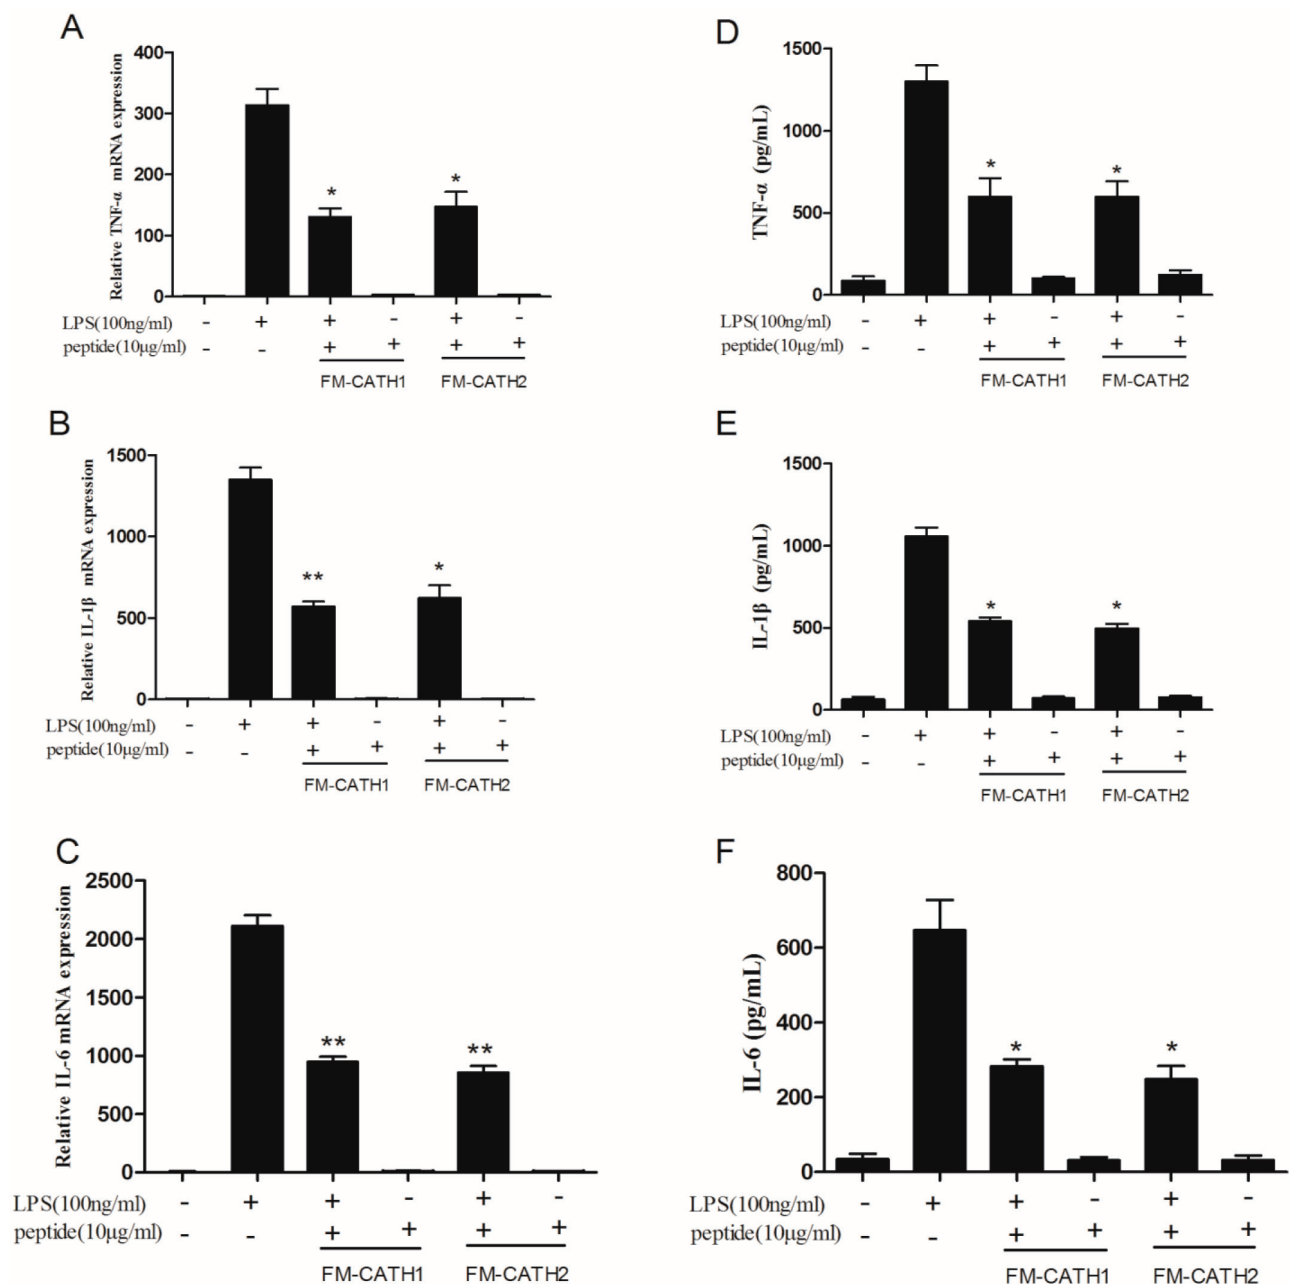 A
Relative TNF-α mRNA expression
400
300
200
100
0
LPS(100ng/ml) - + + - + -
peptide(10μg/ml) - - + + + +
* *
FM-CATH1 FM-CATH2
D
TNF-α (pg/mL)
1500
1000
500
0
* *
LPS(100ng/ml) - + + - + -
peptide(10μg/ml) - - + + + +
FM-CATH1 FM-CATH2
B
Relative IL-1β mRNA expression
1500
1000
500
0
** *
LPS(100ng/ml) - + + - + -
peptide(10μg/ml) - - + + + +
FM-CATH1 FM-CATH2
E
IL-1β (pg/mL)
1500
1000
500
0
* *
LPS(100ng/ml) - + + - + -
peptide(10μg/ml) - - + + + +
FM-CATH1 FM-CATH2
C
Relative IL-6 mRNA expression
2500
2000
1500
1000
500
0
** **
LPS(100ng/ml) - + + - + -
peptide(10μg/ml) - - + + + +
FM-CATH1 FM-CATH2
F
IL-6 (pg/mL)
800
600
400
200
0
* *
LPS(100ng/ml) - + + - + -
peptide(10μg/ml) - - + + + +
FM-CATH1 FM-CATH2